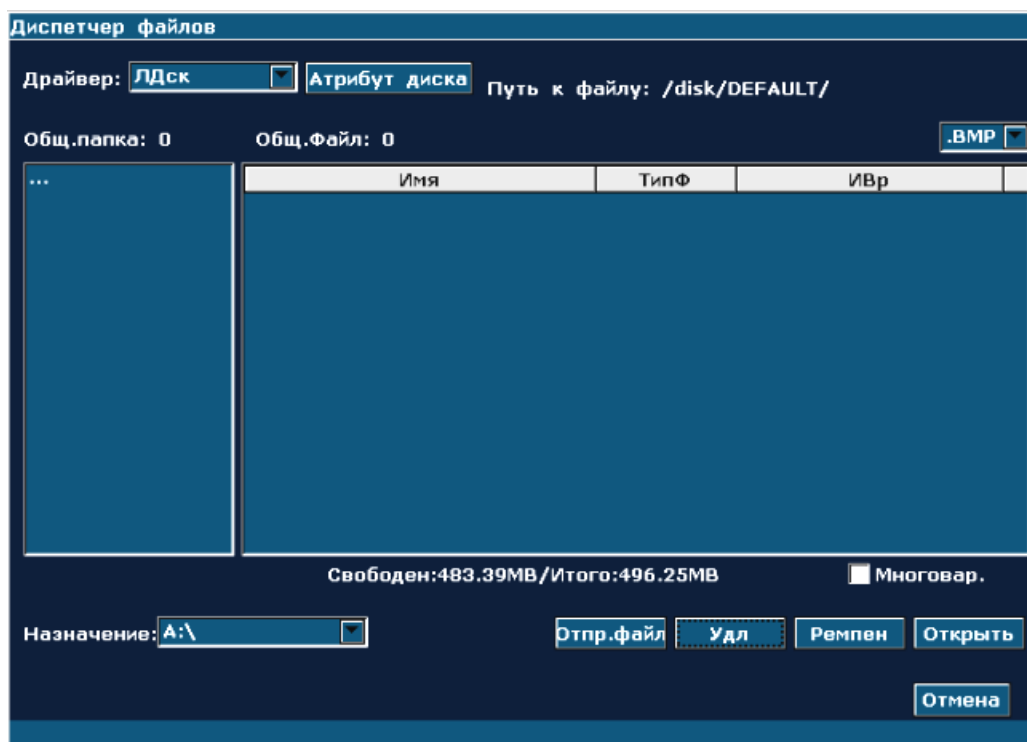 Диспетчер файлов
Драйвер: ЛДск Атрибут диска Путь к файлу: /disk/DEFAULT/
Общ.папка: 0 Общ.Файл: 0 .BMP
... Имя ТипФ ИВр
Свободен:483.39MB/Итого:496.25MB Многовар.
Назначение: A:\ Отпр.файл Удл Ремпен Открыть
Отмена